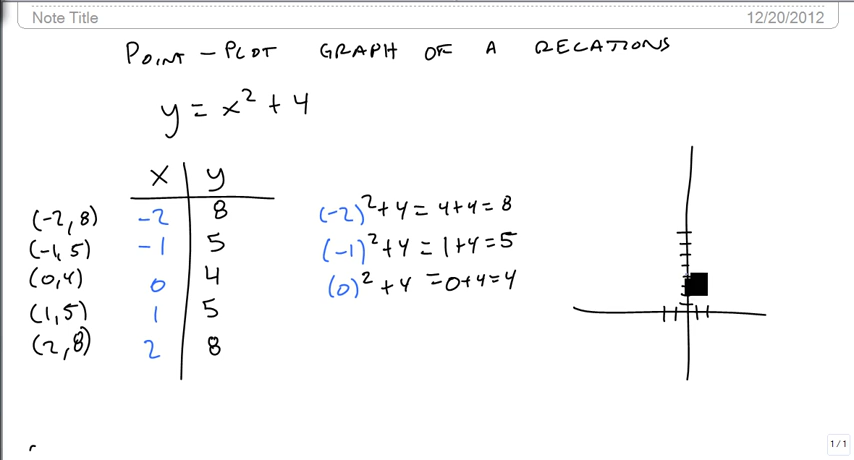 Note Title 12/20/2012
POINT - PLOT GRAPH OF A RELATIONS
y = x² + 4
x y
(-2, 8) -2 8 (-2)² + 4 = 4 + 4 = 8
(-1, 5) -1 5 (-1)² + 4 = 1 + 4 = 5
(0, 4) 0 4 (0)² + 4 = 0 + 4 = 4
(1, 5) 1 5
(2, 8) 2 8
1 / 1